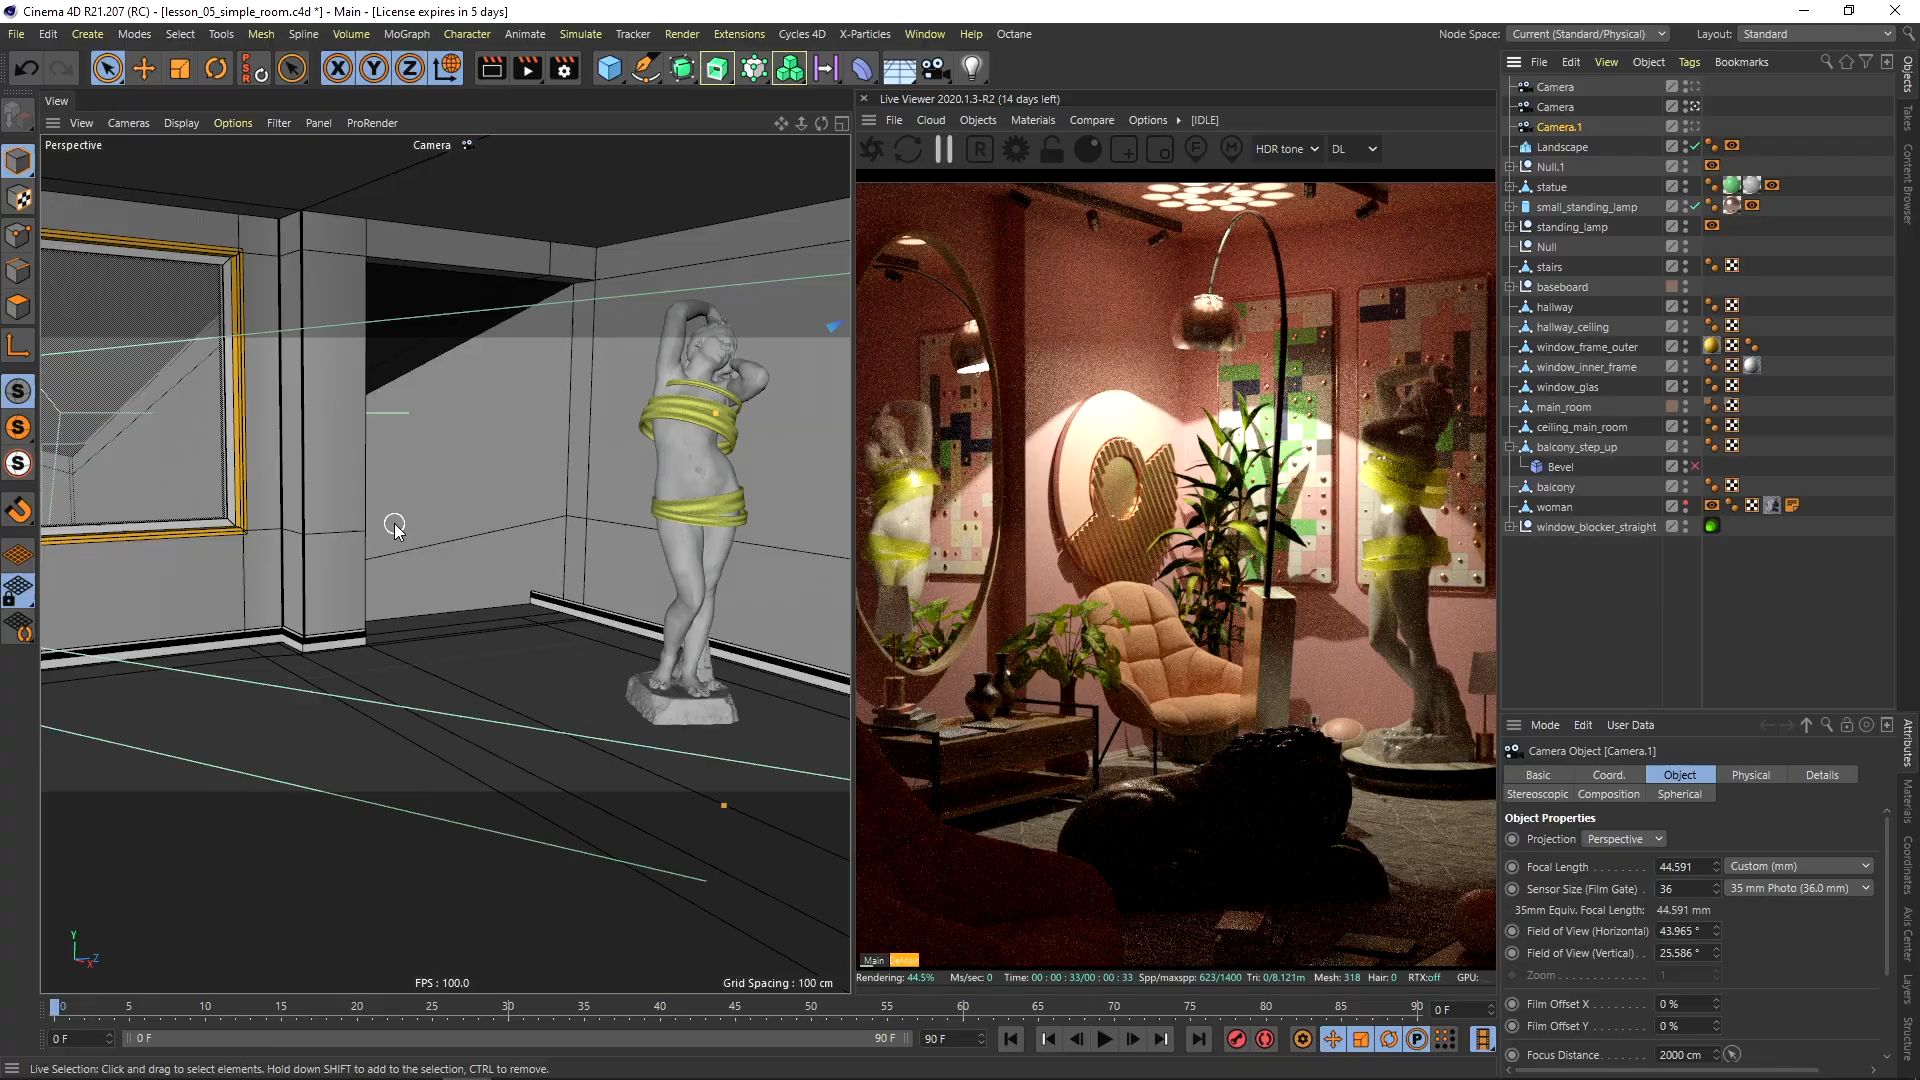 Cinema 4D R21.207 (RC) - [lesson_05_simple_room.c4d *] - Main - [License expires in 5 days]
File Edit Create Modes Select Tools Mesh Spline Volume MoGraph Character Animate Simulate Tracker Render Extensions Cycles 4D X-Particles Window Help Octane
Node Space: Current (Standard/Physical) Layout: Standard
PSR X Y Z
File Edit View Object Tags Bookmarks
View
Live Viewer 2020.1.3-R2 (14 days left)
View Cameras Display Options Filter Panel ProRender
File Cloud Objects Materials Compare Options [IDLE]
Perspective
Camera
R F M HDR tone DL
Camera
Camera
Camera.1
Landscape
Null.1
statue
small_standing_lamp
standing_lamp
Null
stairs
baseboard
hallway
hallway_ceiling
window_frame_outer
window_inner_frame
window_glas
main_room
ceiling_main_room
balcony_step_up
Bevel
balcony
woman
window_blocker_straight
Objects
Takes
Content Browser
S
S
S
Mode Edit User Data
Camera Object [Camera.1]
Basic Coord. Object Physical Details
Stereoscopic Composition Spherical
Object Properties
Projection Perspective
Focal Length 44.591 Custom (mm)
Sensor Size (Film Gate) 36 35 mm Photo (36.0 mm)
35mm Equiv. Focal Length: 44.591 mm
Field of View (Horizontal) 43.965 °
Field of View (Vertical) 25.586 °
Zoom 1
Film Offset X 0 %
Film Offset Y 0 %
Focus Distance 2000 cm
Attributes
Materials
Coordinates
Axis Center
Layers
Structure
Y
Z
X
FPS : 100.0
Grid Spacing : 100 cm
Main DeMain
Rendering: 44.5% Ms/sec: 0 Time: 00 : 00 : 33/00 : 00 : 33 Spp/maxspp: 623/1400 Tri: 0/8.121m Mesh: 318 Hair: 0 RTX:off GPU:
0 5 10 15 20 25 30 35 40 45 50 55 60 65 70 75 80 85 90 0 F
0 F 0 F 90 F 90 F
P
Live Selection: Click and drag to select elements. Hold down SHIFT to add to the selection, CTRL to remove.